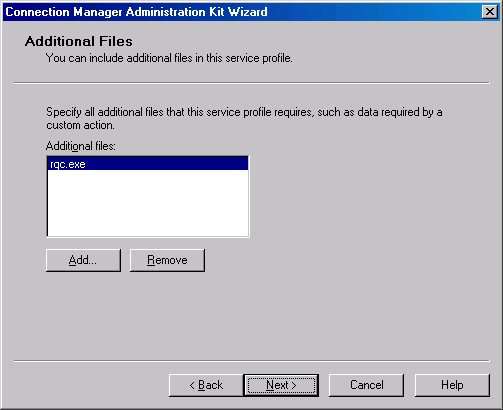 Connection Manager Administration Kit Wizard
Additional Files
You can include additional files in this service profile.
Specify all additional files that this service profile requires, such as data required by a
custom action.
Additional files:
rqc.exe
Add... Remove
< Back Next > Cancel Help